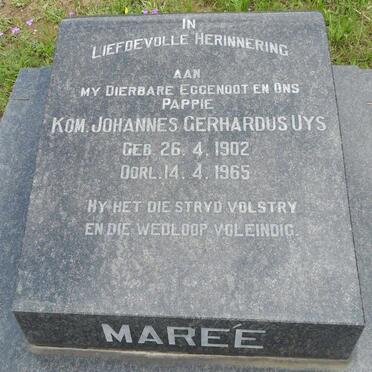 IN
LIEFDEVOLLE HERINNERING
AAN
MY DIERBARE EGGENOOT EN ONS
PAPPIE
KOM. JOHANNES GERHARDUS UYS
GEB. 26. 4. 1902
OORL. 14. 4. 1965
HY HET DIE STRYD VOLSTRY
EN DIE WEDLOOP VOLEINDIG.
MAREÉ